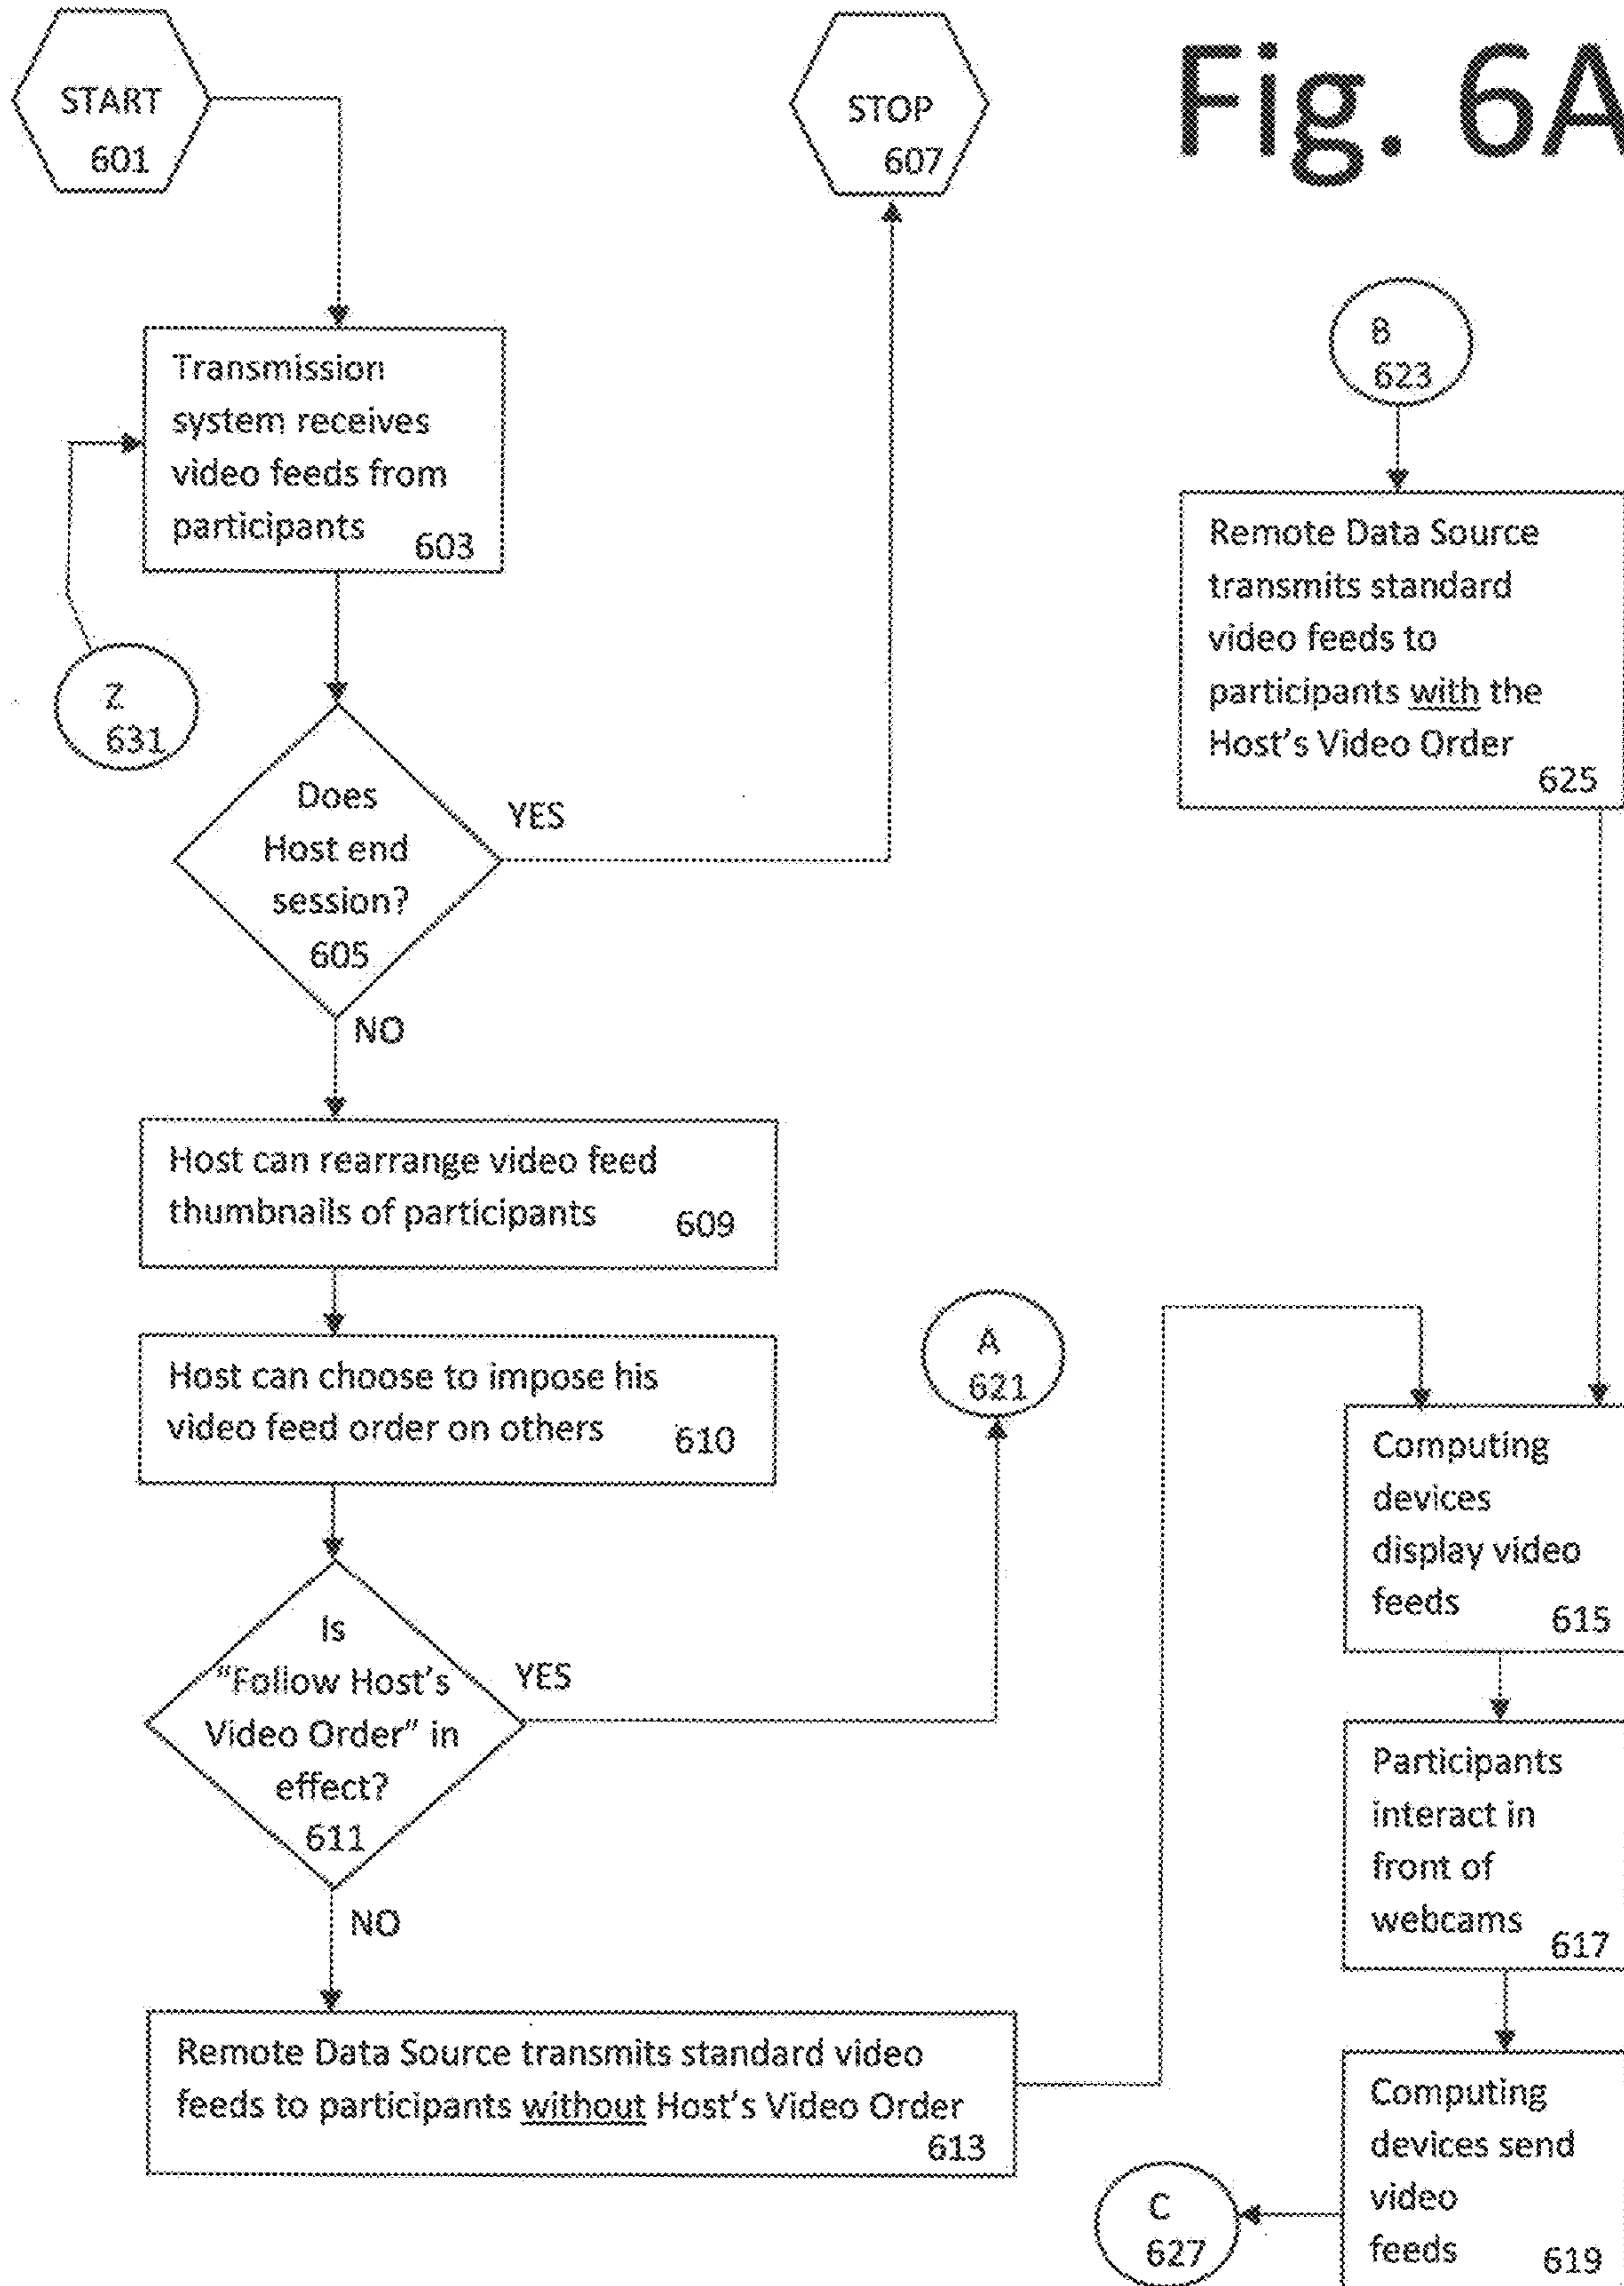 Fig. 6A
START
601
STOP
607
Transmission
system receives
video feeds from
participants
603
Z
631
Does
Host end
session?
605
YES
NO
Host can rearrange video feed
thumbnails of participants
609
Host can choose to impose his
video feed order on others
610
Is
"Follow Host's
Video Order" in
effect?
611
YES
NO
A
621
Remote Data Source transmits standard video
feeds to participants without Host's Video Order
613
B
623
Remote Data Source
transmits standard
video feeds to
participants with the
Host's Video Order
625
Computing
devices
display video
feeds
615
Participants
interact in
front of
webcams
617
Computing
devices send
video
feeds
619
C
627